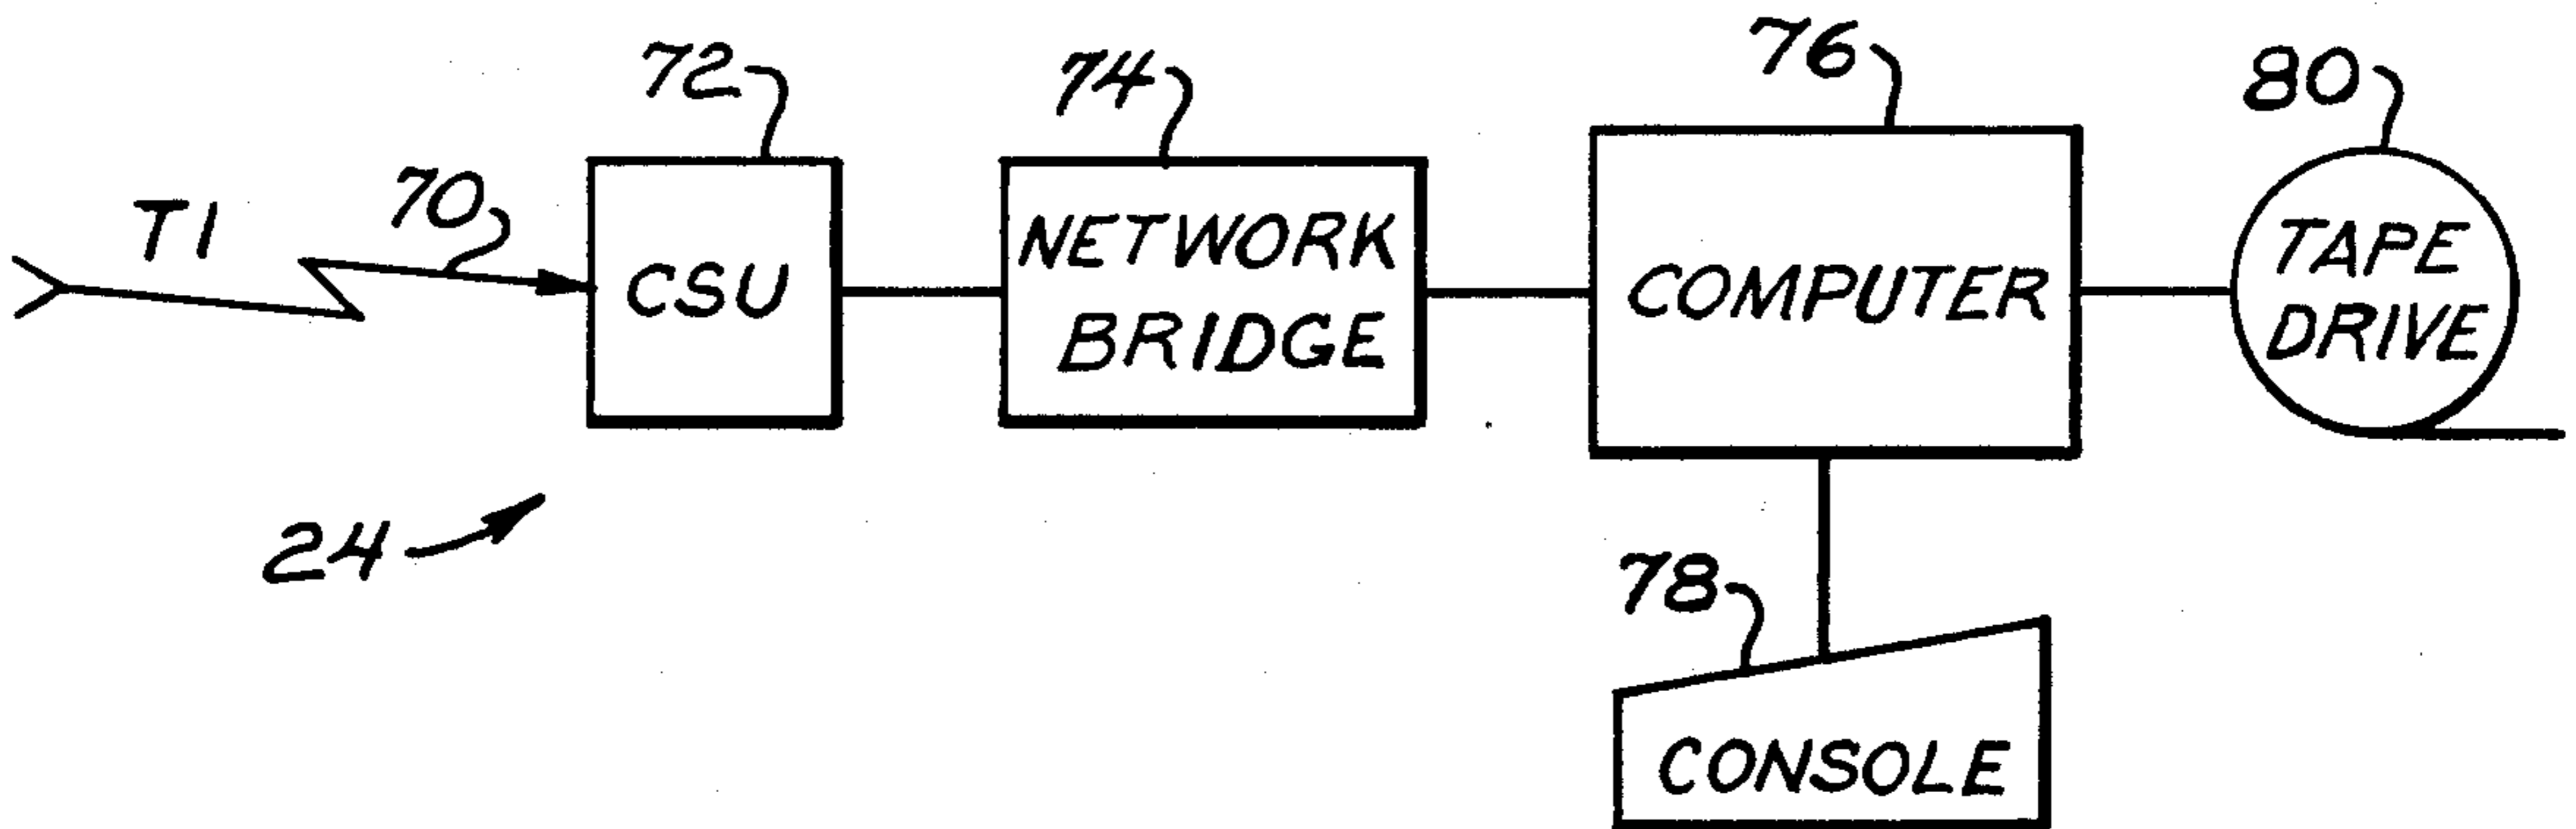 72
74
76
80
T1
70
CSU
NETWORK
BRIDGE
COMPUTER
TAPE
DRIVE
24
78
CONSOLE